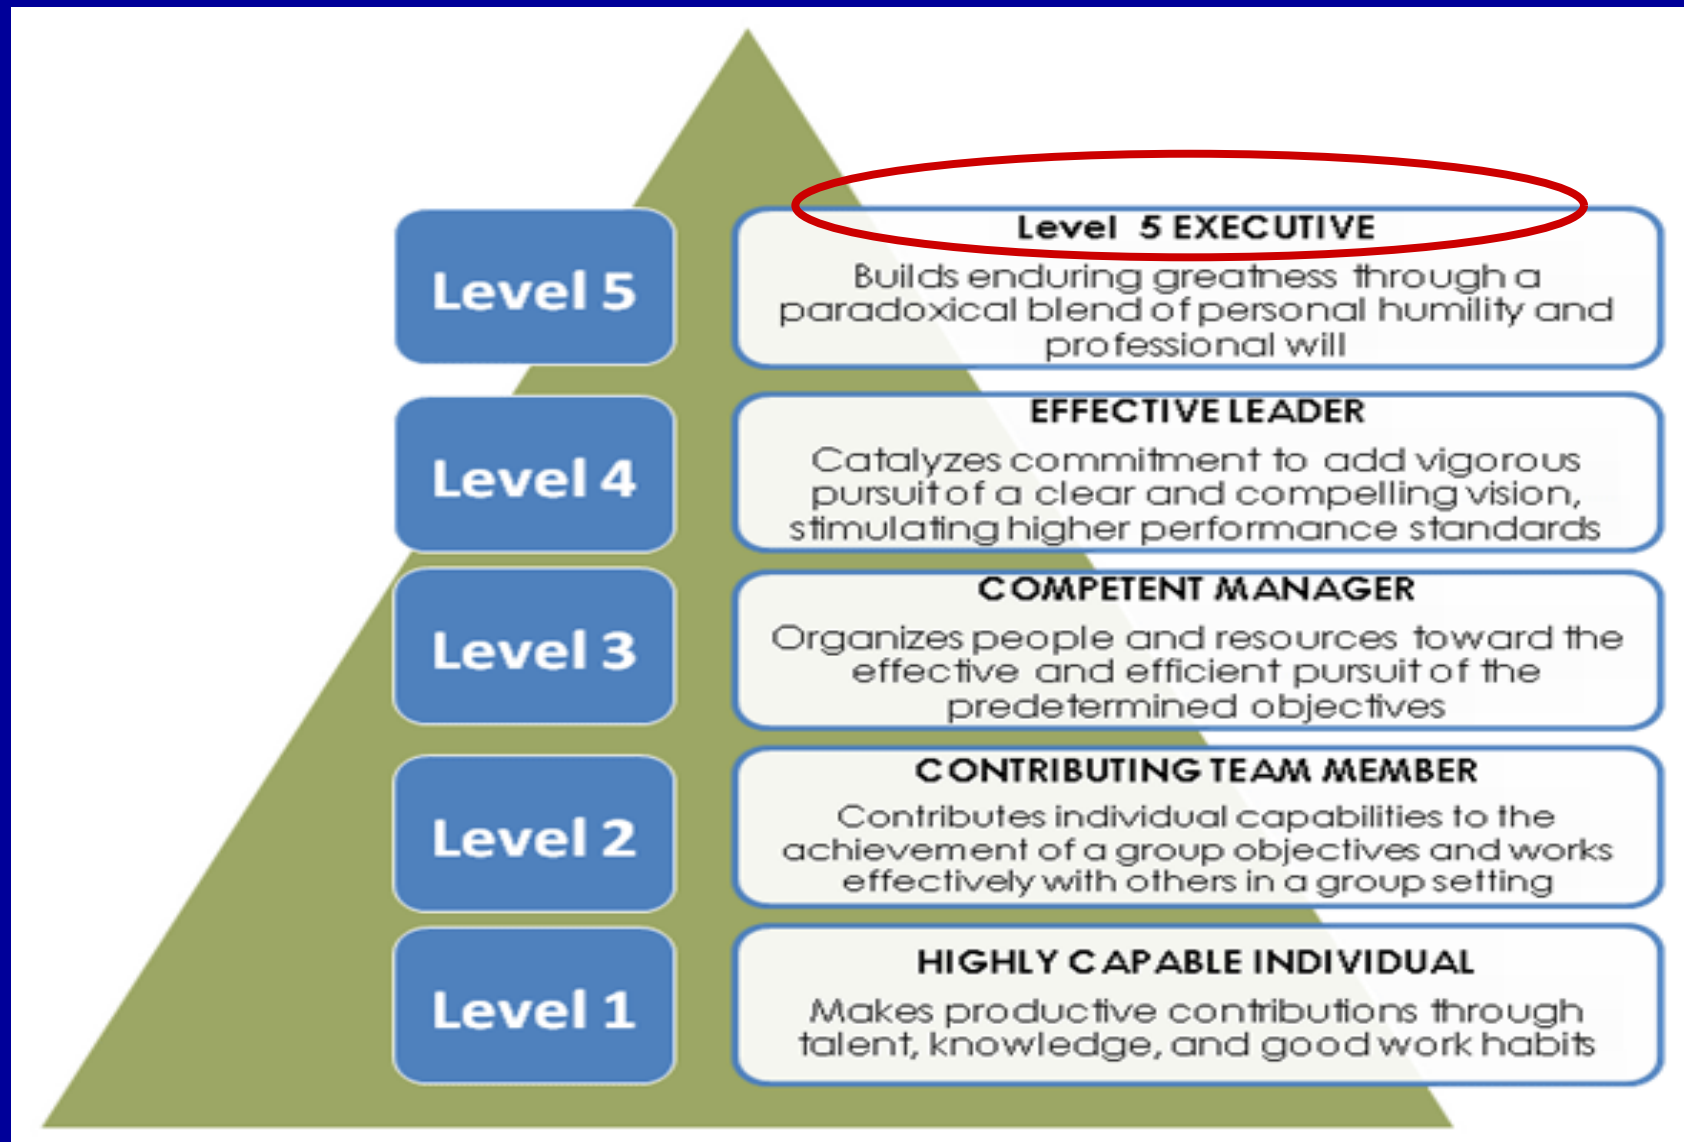 Level 5
Level 5 EXECUTIVE
Builds enduring greatness through a
paradoxical blend of personal humility and
professional will
Level 4
EFFECTIVE LEADER
Catalyzes commitment to add vigorous
pursuit of a clear and compelling vision,
stimulating higher performance standards
Level 3
COMPETENT MANAGER
Organizes people and resources toward the
effective and efficient pursuit of the
predetermined objectives
Level 2
CONTRIBUTING TEAM MEMBER
Contributes individual capabilities to the
achievement of a group objectives and works
effectively with others in a group setting
Level 1
HIGHLY CAPABLE INDIVIDUAL
Makes productive contributions through
talent, knowledge, and good work habits